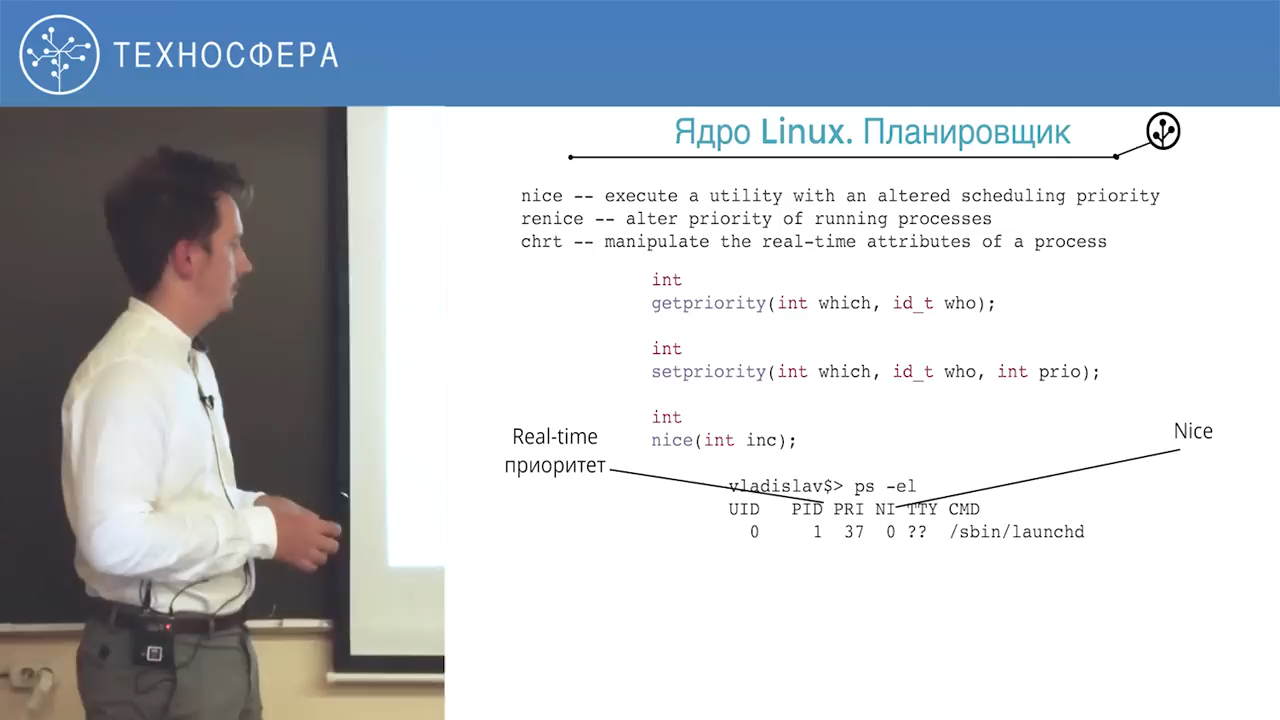 ТЕХНОСФЕРА
Ядро Linux. Планировщик
nice -- execute a utility with an altered scheduling priority
renice -- alter priority of running processes
chrt -- manipulate the real-time attributes of a process
int
getpriority(int which, id_t who);
int
setpriority(int which, id_t who, int prio);
int
nice(int inc);
Real-time
приоритет
Nice
vladislav$> ps -el
UID PID PRI NI TTY CMD
0 1 37 0 ?? /sbin/launchd